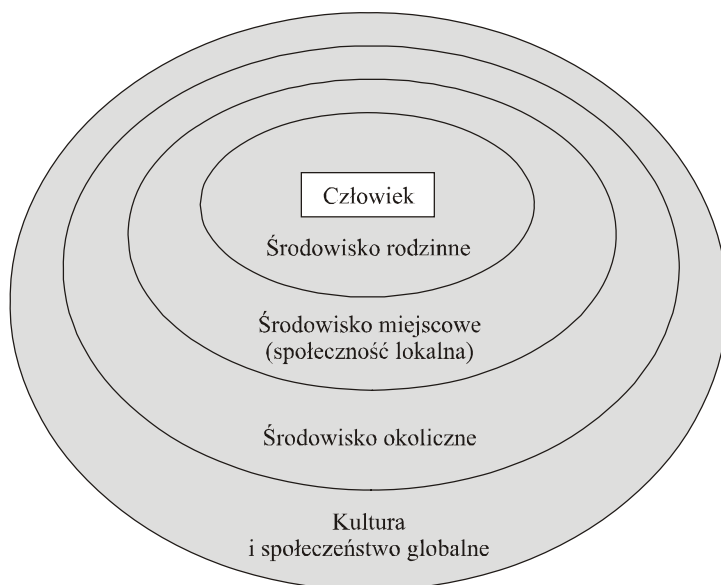 Człowiek
Środowisko rodzinne
Środowisko miejscowe
(społeczność lokalna)
Środowisko okoliczne
Kultura
i społeczeństwo globalne